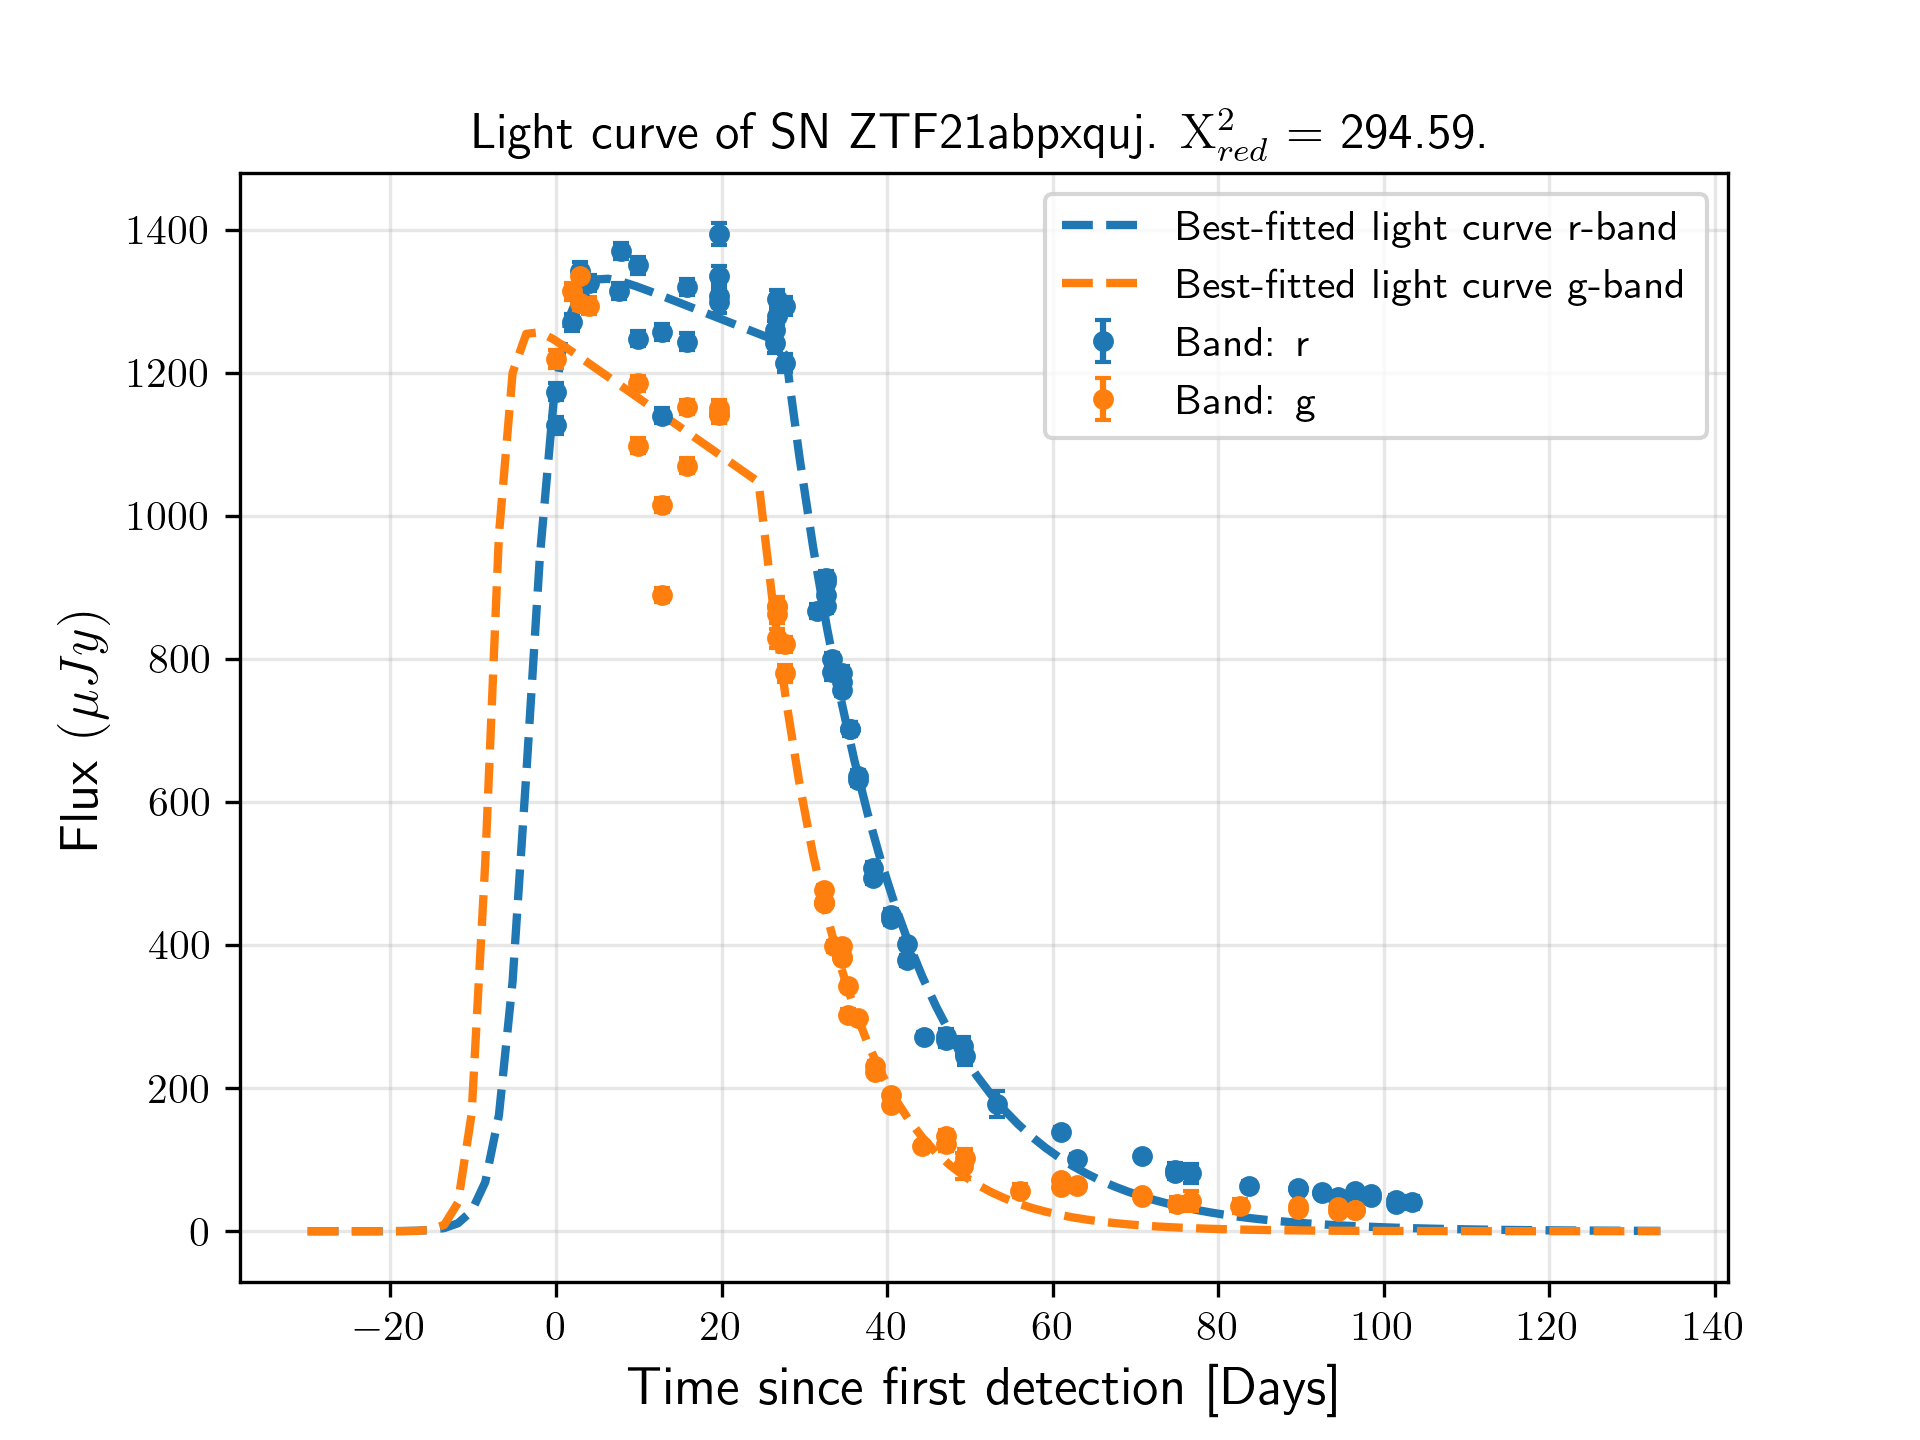 Light curve of SN ZTF21abpxquj. X²_red = 294.59.
Best-fitted light curve r-band
Best-fitted light curve g-band
Band: r
Band: g
Flux (μJy)
1400
1200
1000
800
600
400
200
0
−20 0 20 40 60 80 100 120 140
Time since first detection [Days]